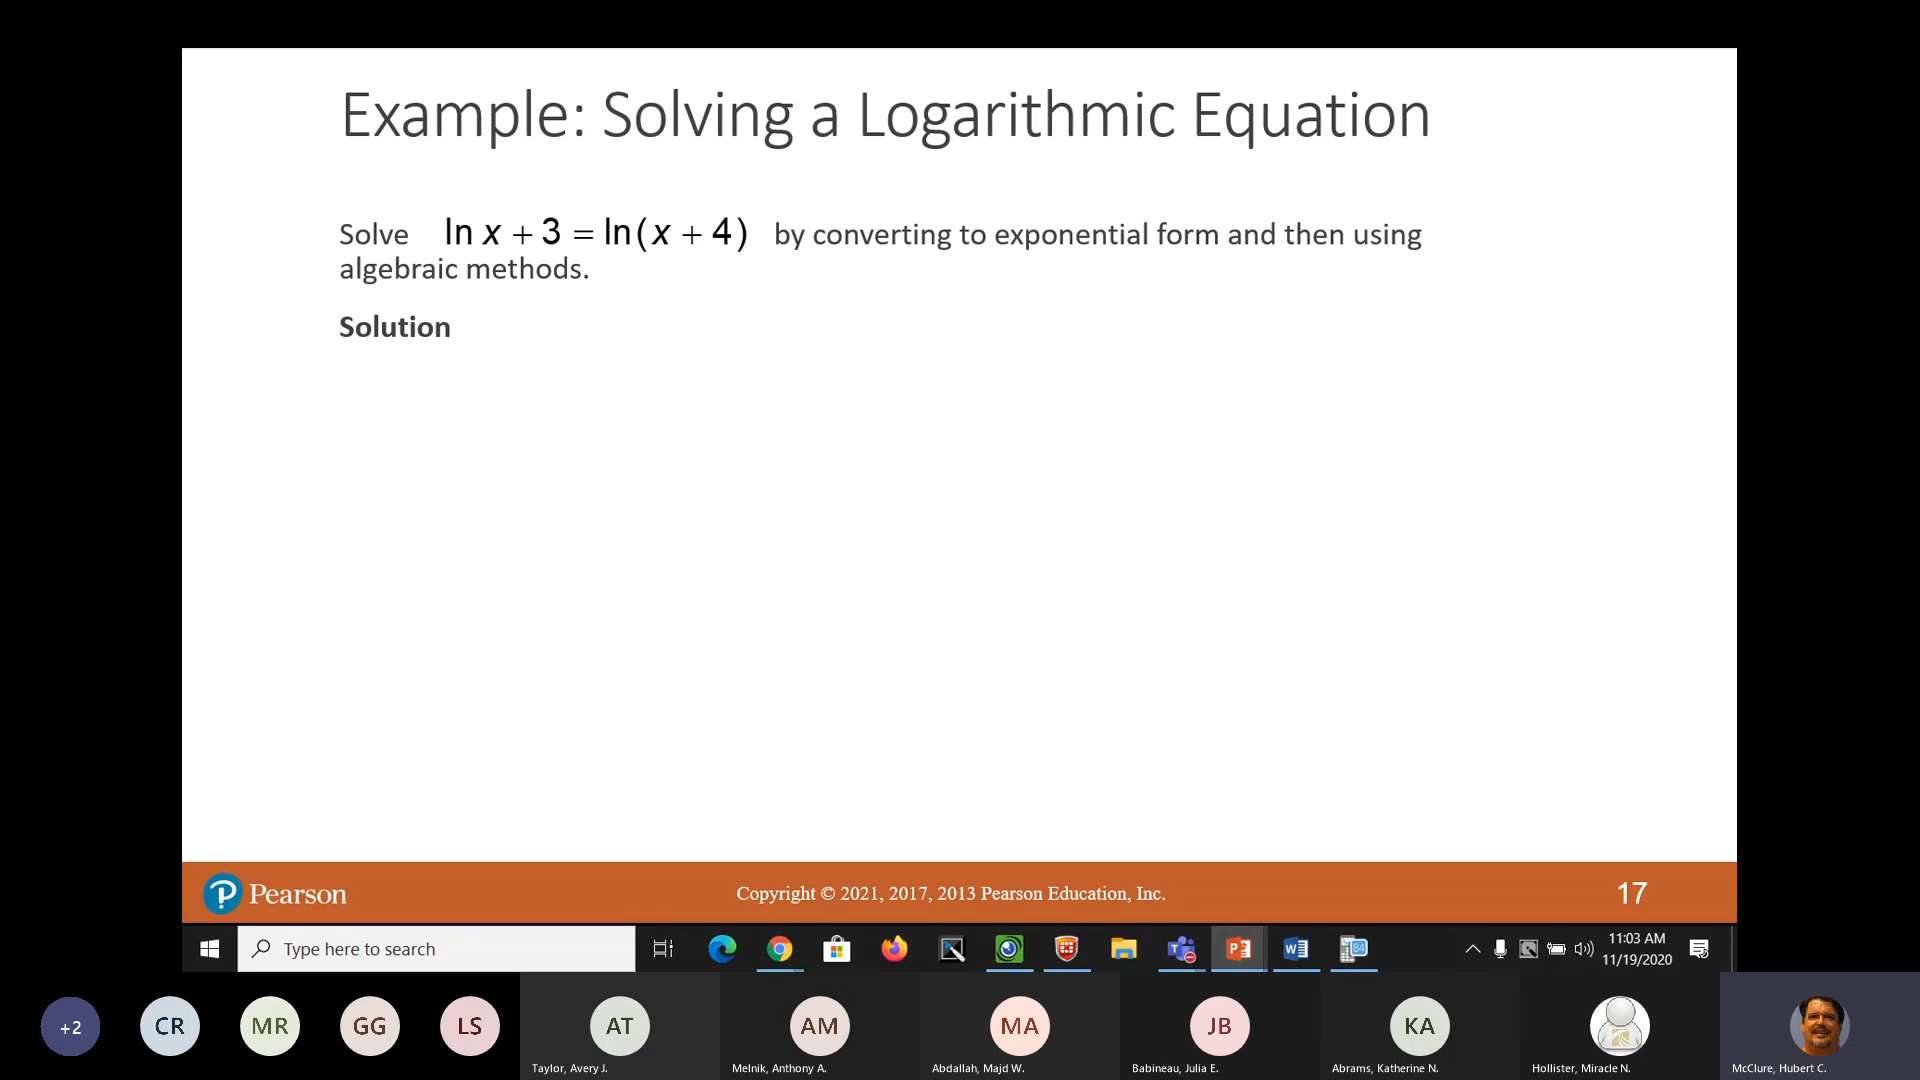 Example: Solving a Logarithmic Equation
Solve ln x + 3 = ln(x + 4) by converting to exponential form and then using
algebraic methods.
Solution
Pearson
Copyright © 2021, 2017, 2013 Pearson Education, Inc.
17
Type here to search
64
11:03 AM
11/19/2020
+2
CR
MR
GG
LS
AT
AM
MA
JB
KA
Taylor, Avery J.
Melnik, Anthony A.
Abdallah, Majd W.
Babineau, Julia E.
Abrams, Katherine N.
Hollister, Miracle N.
McClure, Hubert C.